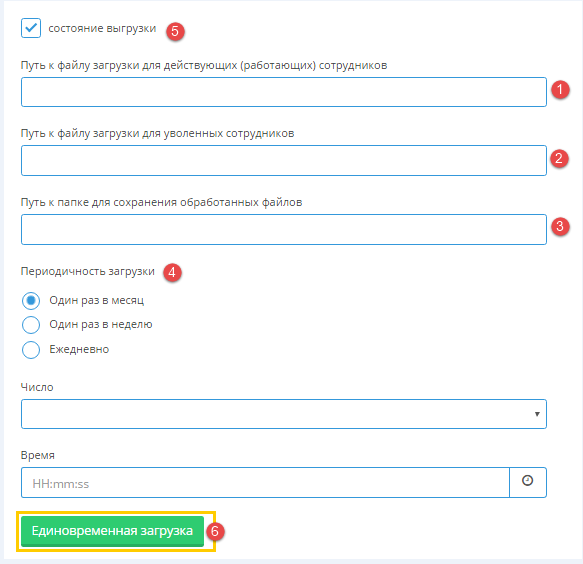 состояние выгрузки 5
Путь к файлу загрузки для действующих (работающих) сотрудников
1
Путь к файлу загрузки для уволенных сотрудников
2
Путь к папке для сохранения обработанных файлов
3
Периодичность загрузки 4
Один раз в месяц
Один раз в неделю
Ежедневно
Число
Время
HH:mm:ss
Единовременная загрузка 6